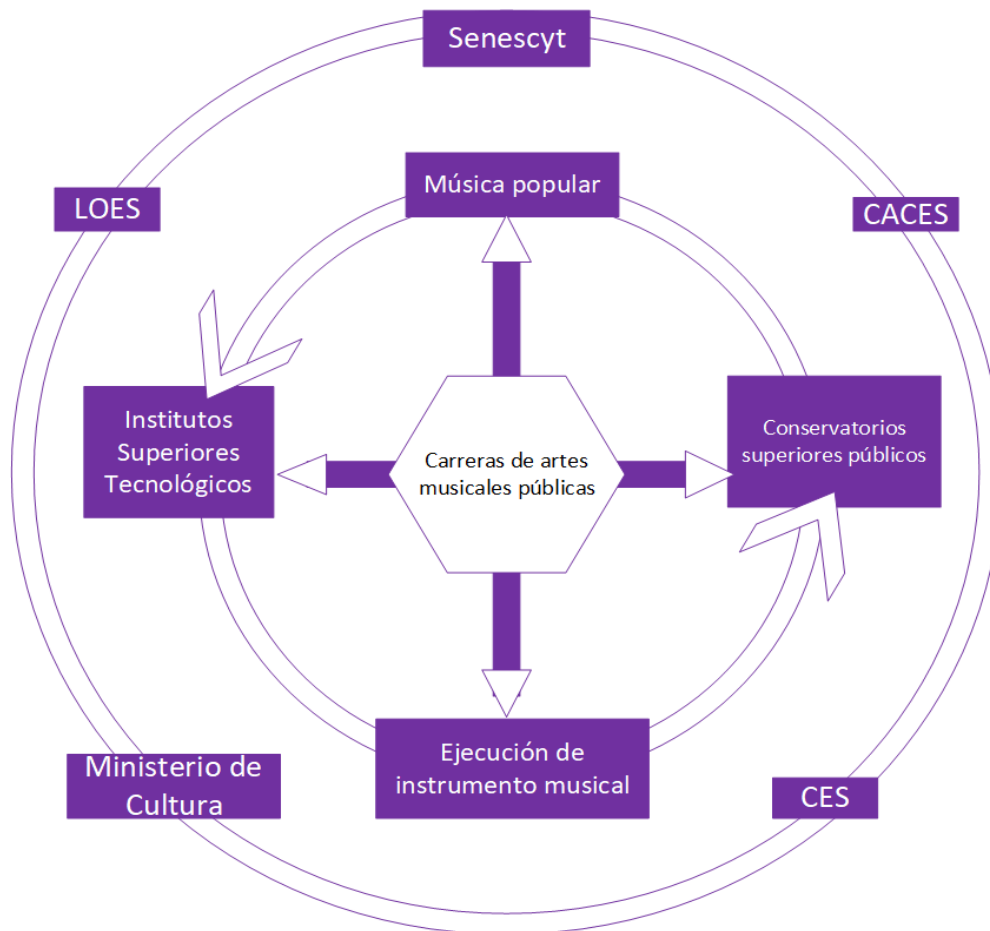 Senescyt
Música popular
LOES
CACES
Institutos
Superiores
Tecnológicos
Carreras de artes
musicales públicas
Conservatorios
superiores públicos
Ejecución de
instrumento musical
Ministerio de
Cultura
CES